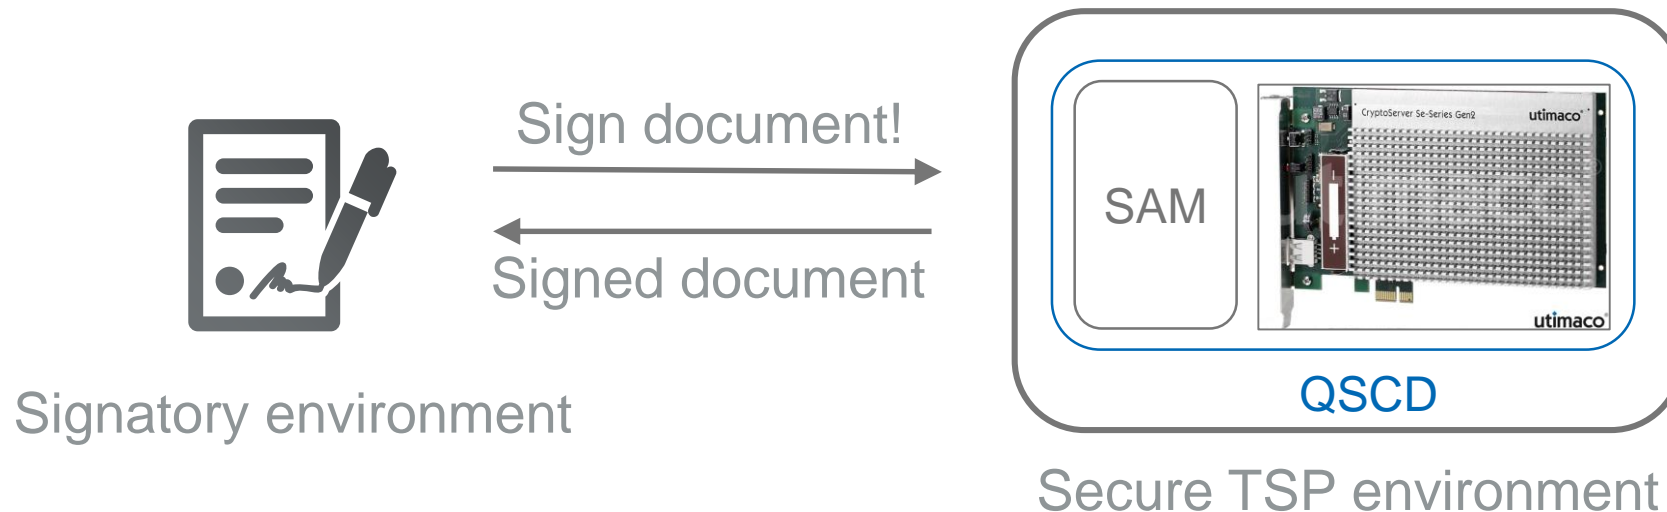 Sign document!
Signed document
Signatory environment
SAM
CryptoServer Se-Series Gen2
utimaco®
utimaco®
QSCD
Secure TSP environment